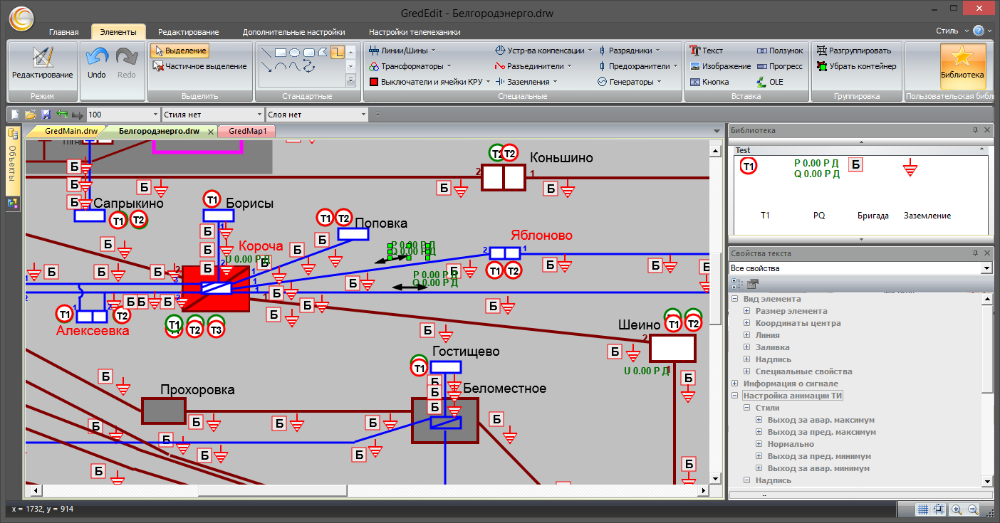 GredEdit - Белгородэнерго.drw
Главная Элементы Редактирование Дополнительные настройки Настройки телемеханики Стиль
Редактирование
Режим
Undo Redo
Выделение
Частичное выделение
Выделить
Стандартные
Линии/Шины Устр-ва компенсации Разрядники
Трансформаторы Разъединители Предохранители
Выключатели и ячейки КРУ Заземления Генераторы
Специальные
Текст Ползунок
Изображение Прогресс
Кнопка OLE
Вставка
Разгруппировать
Убрать контейнер
Группировка
Библиотека
Пользовательская библ
100 Стиля нет Слоя нет
Объекты
GredMain.drw Белгородэнерго.drw GredMap1
T2 T2
Коньшино
2 1
Б Б
Б
Б
Б
Б
Сапрыкино
T1 T2
T1
Борисы
Б 1
Б
Б 2
T1 T2
Поповка
Б
P 0.00 Р Д
Q 0.00 Р Д
P 0.00 Р Д
Q 0.00 Р Д
Яблоново
2 1
T1 T2
Короча
U 0.00 Р Д
Б Б Б Б Б Б Б Б
Б Б Б Б Б Б Б Б
T1 T2
Алексеевка
T1 T2 T3
Шеино
T1 T2
2
Б
U 0.00 Р Д
1
Б
Б
Гостищево
T1
Б
Б
Б
Беломестное
Прохоровка
Б Б Б Б Б
Б Б Б Б
Б
x = 1732, y = 914
Библиотека
Test
T1 P 0.00 Р Д Б
Q 0.00 Р Д
T1 PQ Бригада Заземление
Свойства текста
Все свойства
Вид элемента
Размер элемента
Координаты центра
Линия
Заливка
Надпись
Специальные свойства
Информация о сигнале
Настройка анимации ТИ
Стили
Выход за авар. максимум
Выход за пред. максимум
Нормально
Выход за пред. минимум
Выход за авар. минимум
Надпись